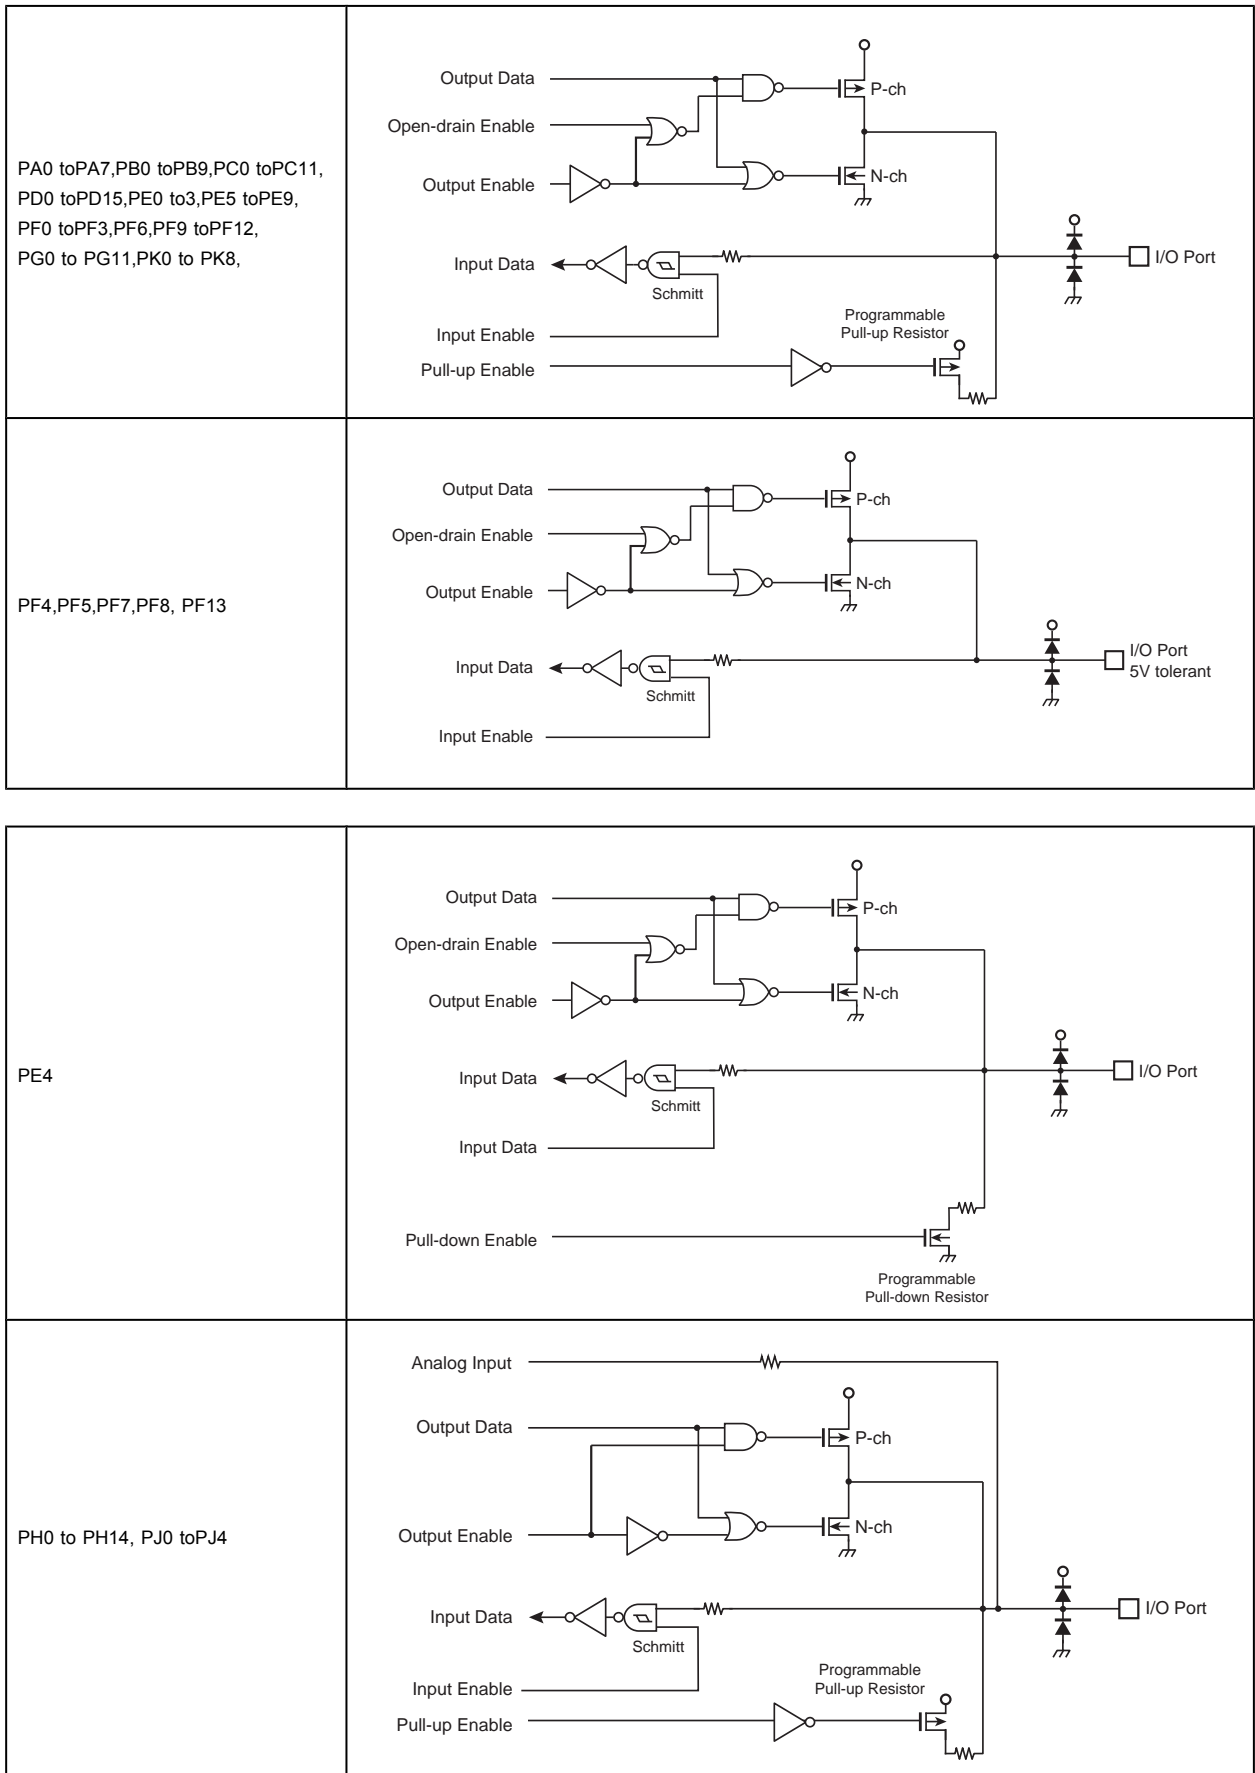 PA0 toPA7,PB0 toPB9,PC0 toPC11,
PD0 toPD15,PE0 to3,PE5 toPE9,
PF0 toPF3,PF6,PF9 toPF12,
PG0 to PG11,PK0 to PK8,
Output Data
P-ch
Open-drain Enable
Output Enable
N-ch
Input Data
Schmitt
I/O Port
Input Enable
Programmable
Pull-up Resistor
Pull-up Enable
PF4,PF5,PF7,PF8, PF13
Output Data
P-ch
Open-drain Enable
Output Enable
N-ch
Input Data
Schmitt
I/O Port
5V tolerant
Input Enable
PE4
Output Data
P-ch
Open-drain Enable
Output Enable
N-ch
Input Data
Schmitt
I/O Port
Input Data
Pull-down Enable
Programmable
Pull-down Resistor
PH0 to PH14, PJ0 toPJ4
Analog Input
Output Data
P-ch
Output Enable
N-ch
Input Data
Schmitt
I/O Port
Input Enable
Programmable
Pull-up Resistor
Pull-up Enable